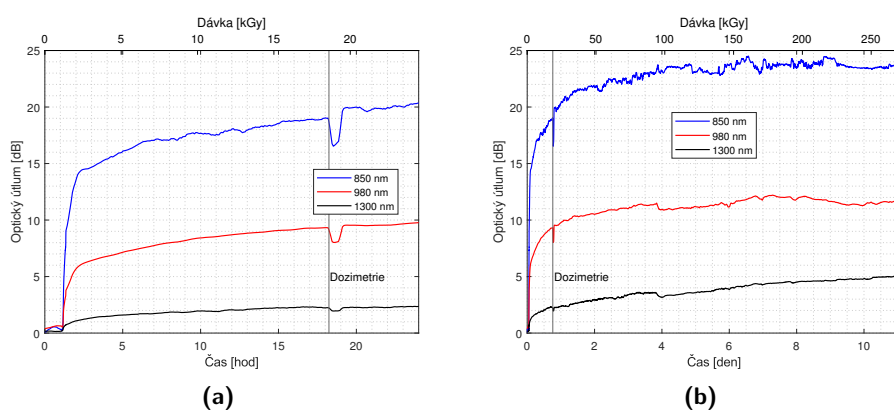 Dávka [kGy]
0 5 10 15 20
25
20
15
10
5
0
Optický útlum [dB]
850 nm
980 nm
1300 nm
Dozimetrie
0 5 10 15 20
Čas [hod]
(a)
Dávka [kGy]
0 50 100 150 200 250
25
20
15
10
5
0
Optický útlum [dB]
850 nm
980 nm
1300 nm
Dozimetrie
0 2 4 6 8 10
Čas [den]
(b)